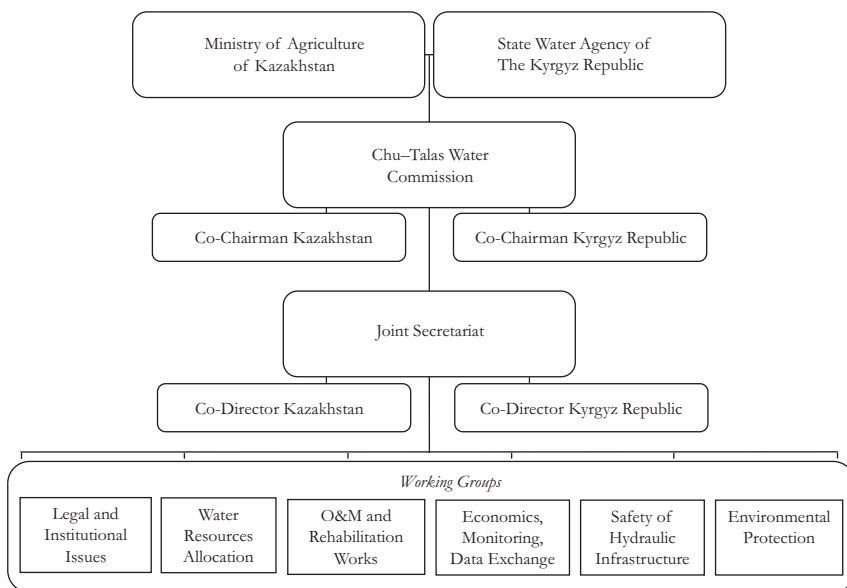 Ministry of Agriculture
of Kazakhstan
State Water Agency of
The Kyrgyz Republic
Chu–Talas Water
Commission
Co-Chairman Kazakhstan
Co-Chairman Kyrgyz Republic
Joint Secretariat
Co-Director Kazakhstan
Co-Director Kyrgyz Republic
Working Groups
Legal and
Institutional
Issues
Water
Resources
Allocation
O&M and
Rehabilitation
Works
Economics,
Monitoring,
Data Exchange
Safety of
Hydraulic
Infrastructure
Environmental
Protection